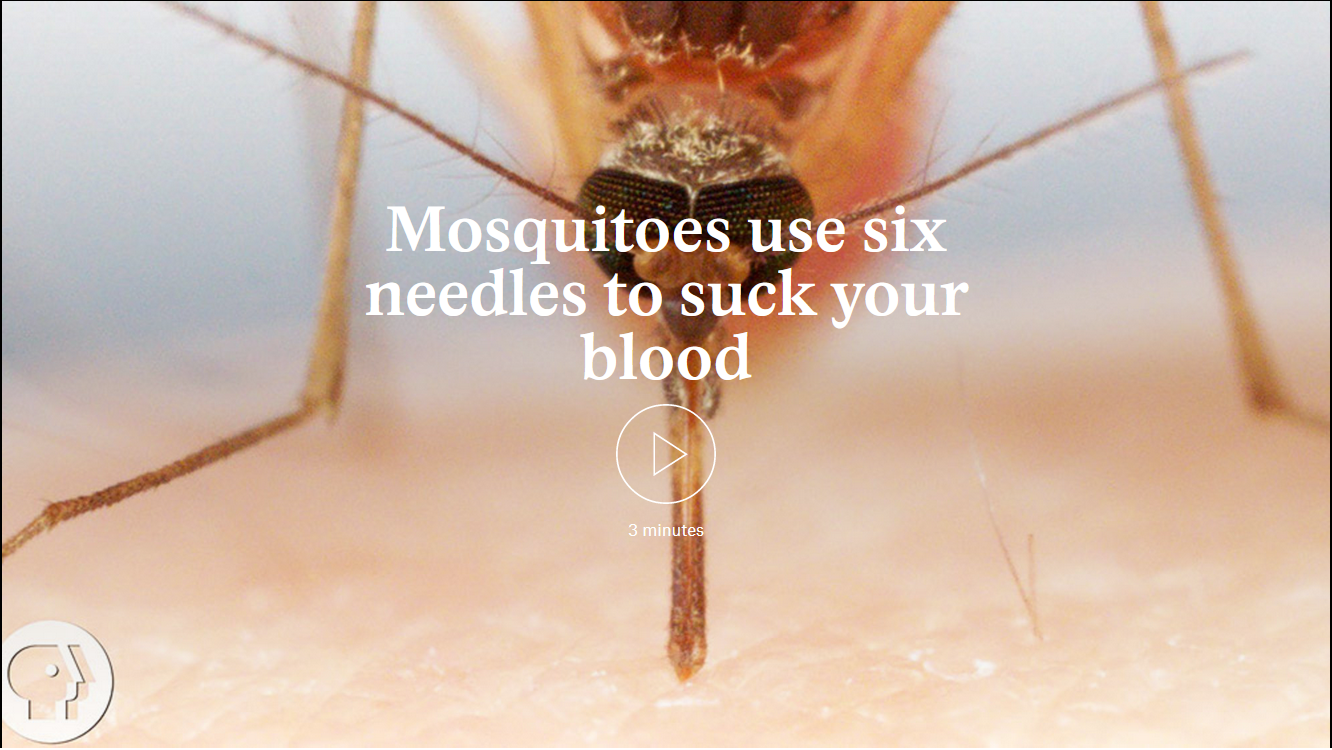 Mosquitoes use six
needles to suck your
blood
3 minutes